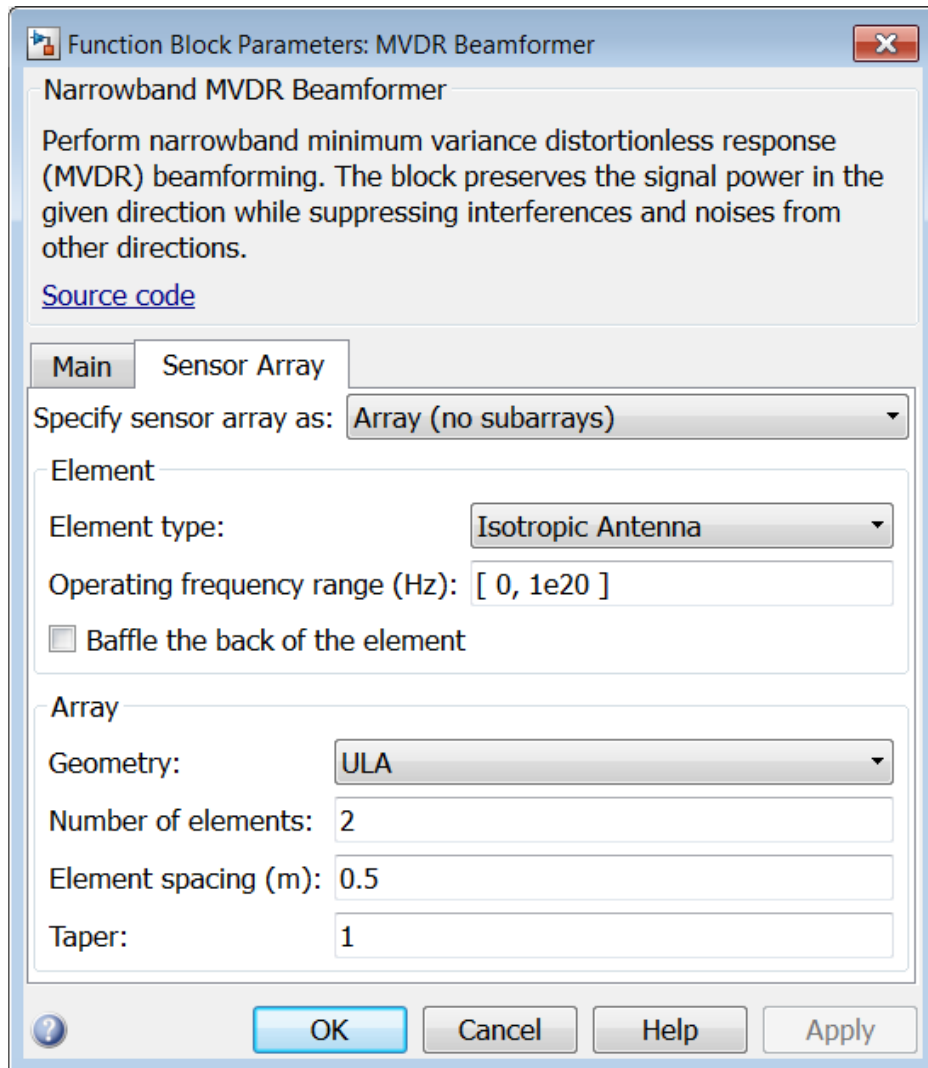 Function Block Parameters: MVDR Beamformer
Narrowband MVDR Beamformer
Perform narrowband minimum variance distortionless response
(MVDR) beamforming. The block preserves the signal power in the
given direction while suppressing interferences and noises from
other directions.
Source code
Main Sensor Array
Specify sensor array as: Array (no subarrays)
Element
Element type: Isotropic Antenna
Operating frequency range (Hz): [ 0, 1e20 ]
Baffle the back of the element
Array
Geometry: ULA
Number of elements: 2
Element spacing (m): 0.5
Taper: 1
? OK Cancel Help Apply